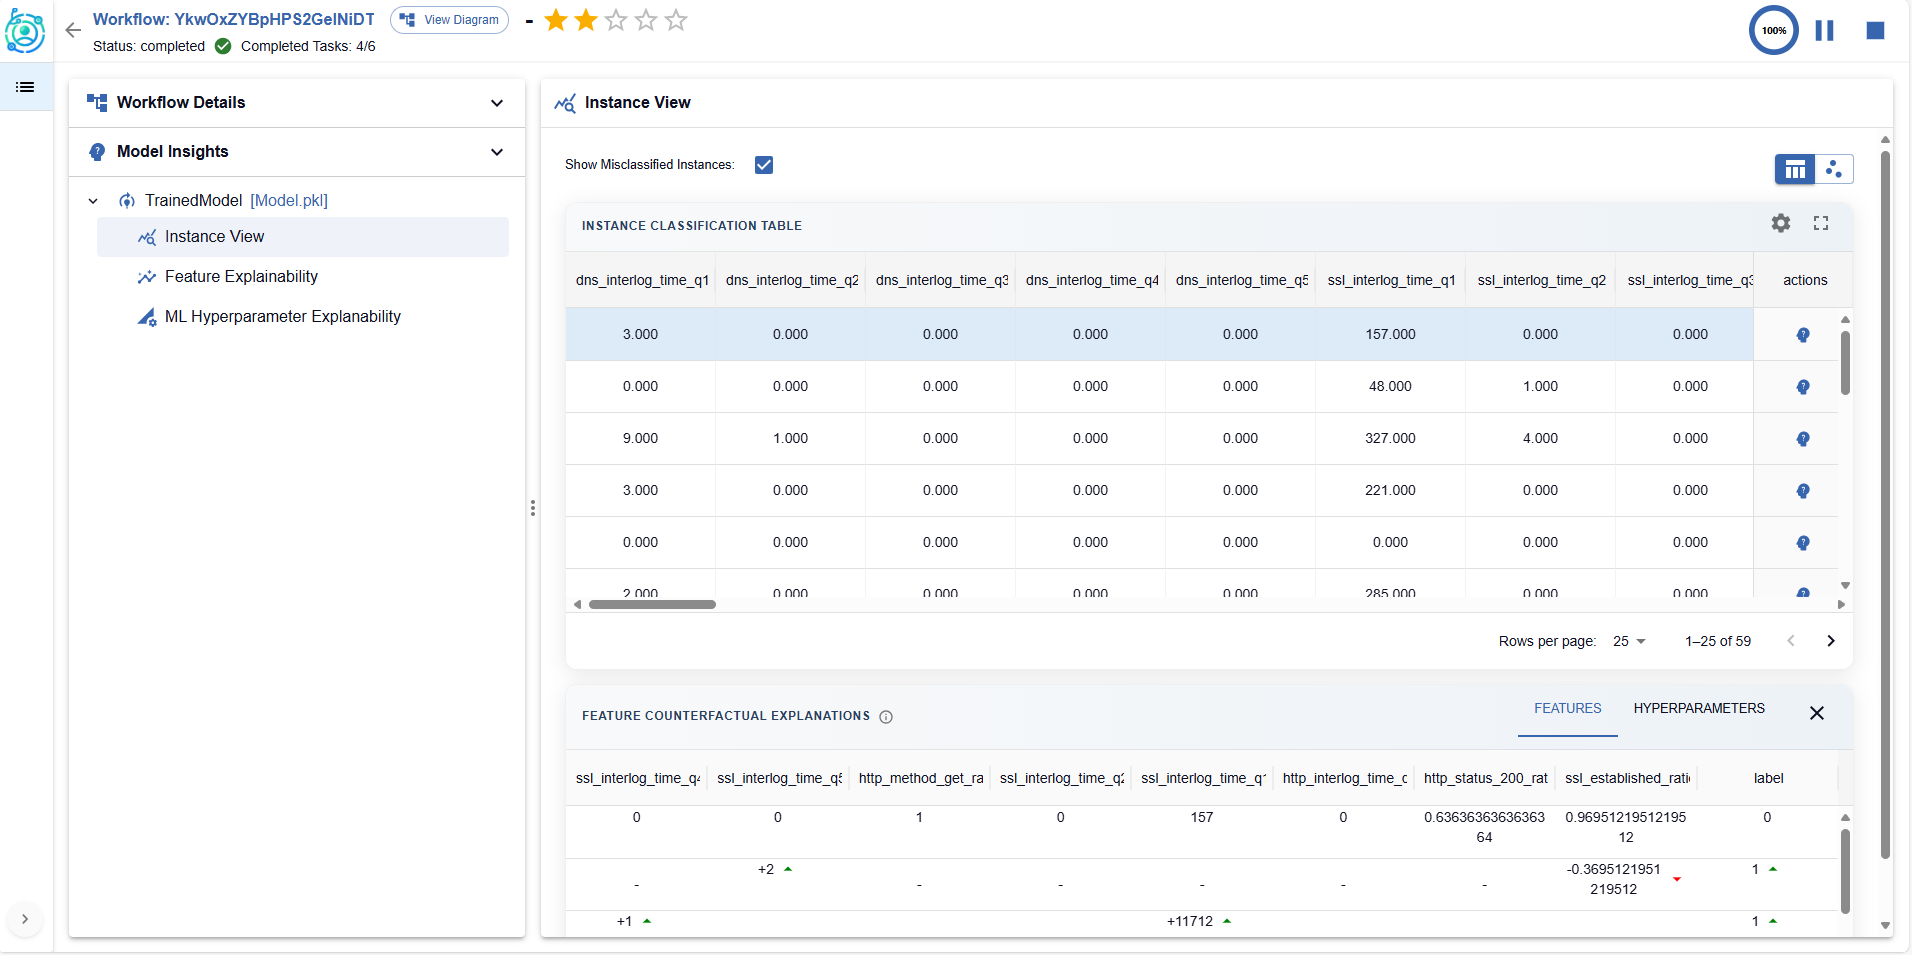 Workflow: YkwOxZYBpHPS2GeINiDT
View Diagram
-
Status: completed
Completed Tasks: 4/6
100%
Workflow Details
Model Insights
TrainedModel [Model.pkl]
Instance View
Feature Explainability
ML Hyperparameter Explanability
Instance View
Show Misclassified Instances:
INSTANCE CLASSIFICATION TABLE
dns_interlog_time_q1 dns_interlog_time_q2 dns_interlog_time_q3 dns_interlog_time_q4 dns_interlog_time_q5 ssl_interlog_time_q1 ssl_interlog_time_q2 ssl_interlog_time_q3 actions
3.000 0.000 0.000 0.000 0.000 157.000 0.000 0.000
0.000 0.000 0.000 0.000 0.000 48.000 1.000 0.000
9.000 1.000 0.000 0.000 0.000 327.000 4.000 0.000
3.000 0.000 0.000 0.000 0.000 221.000 0.000 0.000
0.000 0.000 0.000 0.000 0.000 0.000 0.000 0.000
2.000 0.000 0.000 0.000 0.000 285.000 0.000 0.000
Rows per page: 25 1–25 of 59
FEATURE COUNTERFACTUAL EXPLANATIONS
FEATURES HYPERPARAMETERS
ssl_interlog_time_q4 ssl_interlog_time_q5 http_method_get_ra ssl_interlog_time_q2 ssl_interlog_time_q1 http_interlog_time_ http_status_200_rat ssl_established_rati label
0 0 1 0 157 0 0.63636363636363 0.96951219512195 0
64 12
+2 -0.3695121951 1
- - - - - - 219512
+1 +11712 1